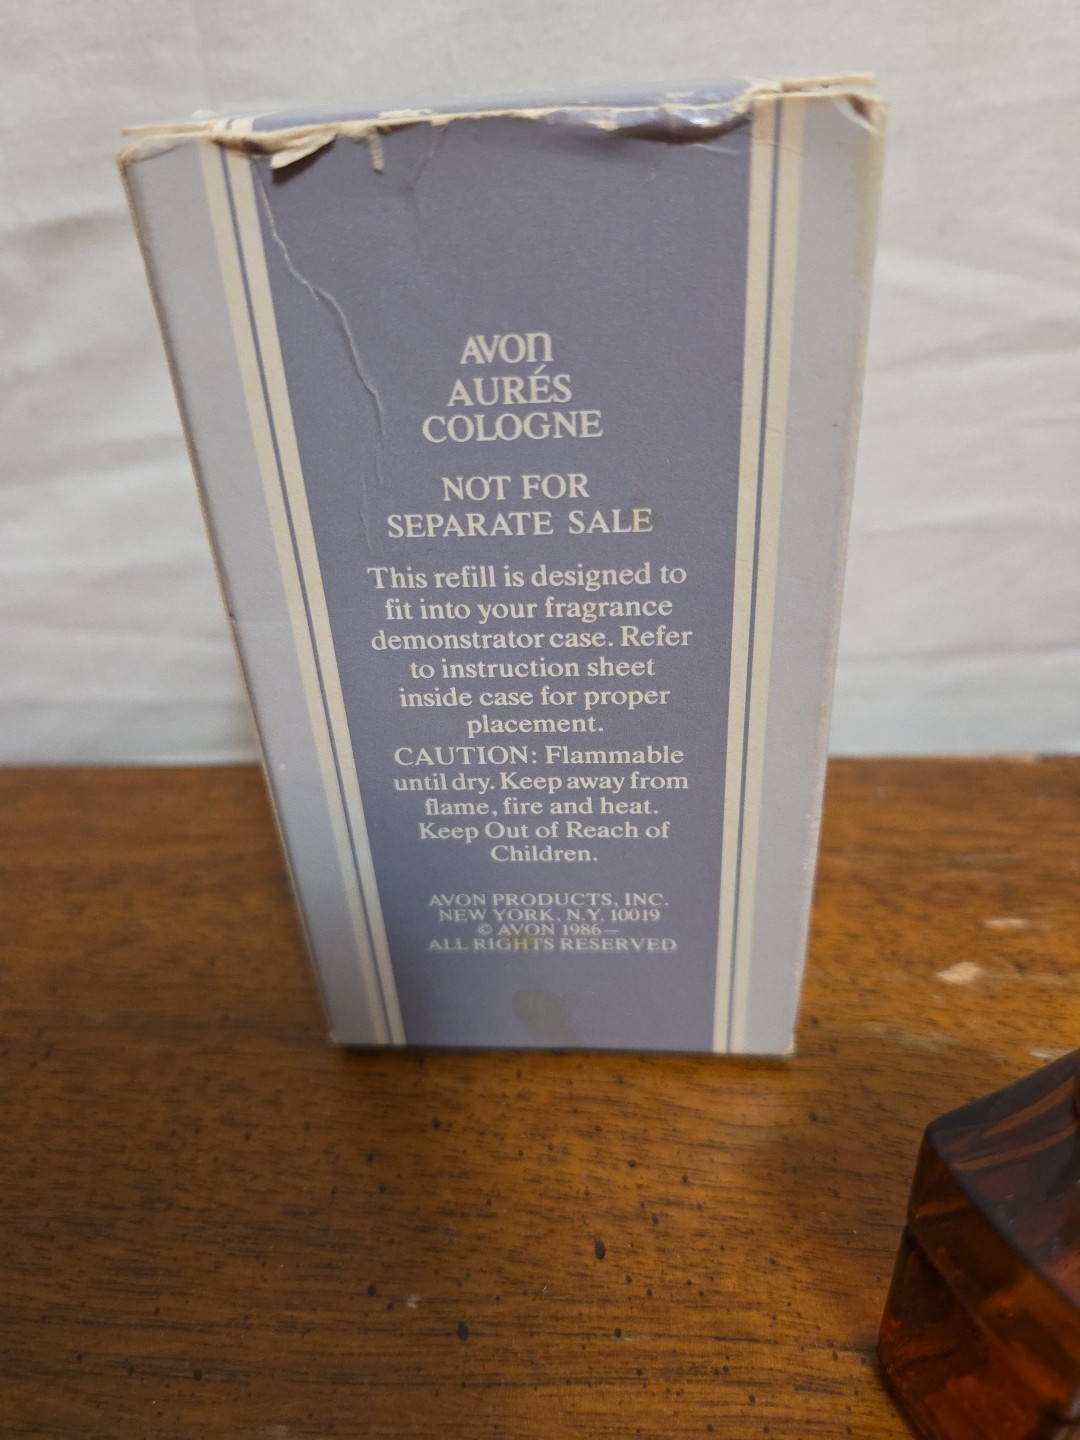 AVON
AURÉS
COLOGNE
NOT FOR
SEPARATE SALE
This refill is designed to
fit into your fragrance
demonstrator case. Refer
to instruction sheet
inside case for proper
placement.
CAUTION: Flammable
until dry. Keep away from
flame, fire and heat.
Keep Out of Reach of
Children.
AVON PRODUCTS, INC.
NEW YORK, N.Y. 10019
© AVON 1986—
ALL RIGHTS RESERVED